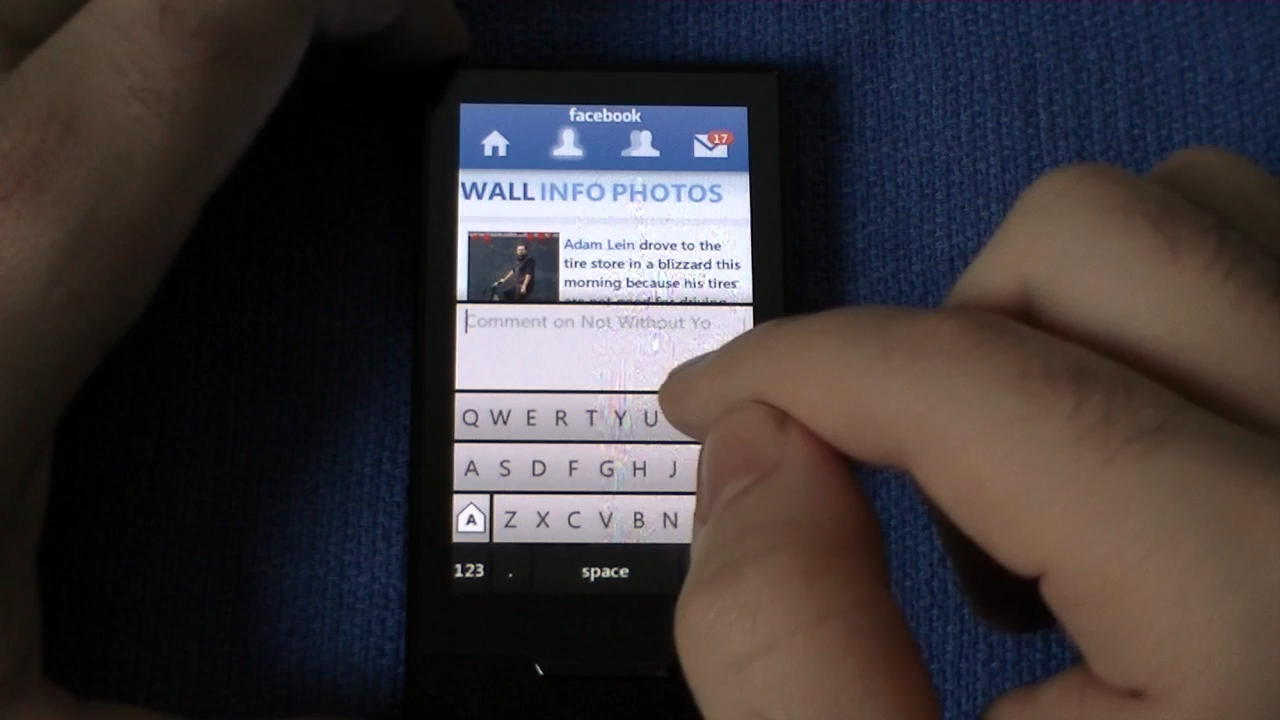 facebook
17
WALL INFO PHOTOS
Adam Lein drove to the
tire store in a blizzard this
morning because his tires
Comment on Not Without Yo
Q W E R T Y U
A S D F G H J
A Z X C V B N
123 . space